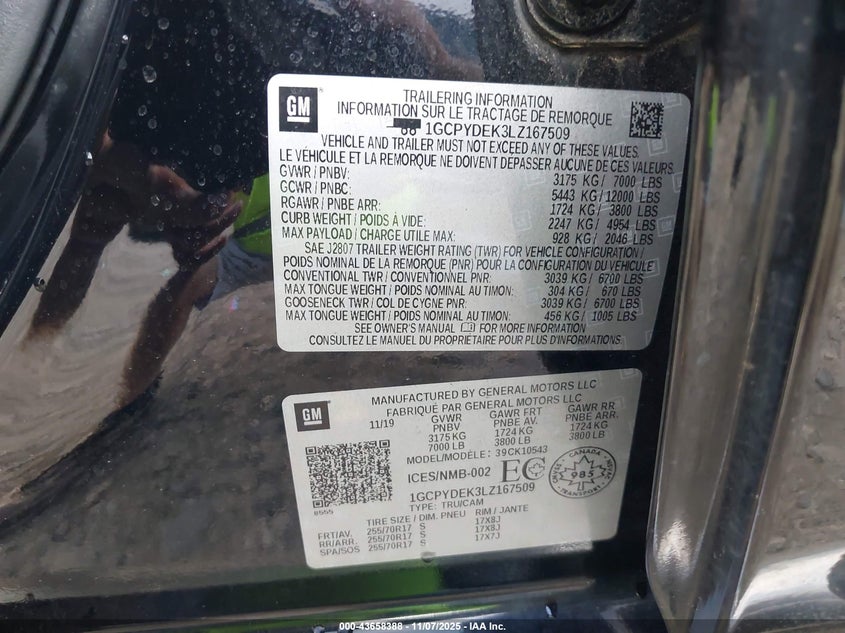 GM
TRAILERING INFORMATION
INFORMATION SUR LE TRACTAGE DE REMORQUE
1GCPYDEK3LZ167509
VEHICLE AND TRAILER MUST NOT EXCEED ANY OF THESE VALUES.
LE VÉHICULE ET LA REMORQUE NE DOIVENT DEPASSER AUCUNE DE CES VALEURS.
GVWR / PNBV: 3175 KG / 7000 LBS
GCWR / PNBC: 5443 KG / 12000 LBS
RGAWR / PNBE ARR: 1724 KG / 3800 LBS
CURB WEIGHT / POIDS À VIDE: 2247 KG / 4954 LBS
MAX PAYLOAD / CHARGE UTILE MAX: 928 KG / 2046 LBS
SAE J2807 TRAILER WEIGHT RATING (TWR) FOR VEHICLE CONFIGURATION /
POIDS NOMINAL DE LA REMORQUE (PNR) POUR LA CONFIGURATION DU VÉHICULE
CONVENTIONAL TWR / CONVENTIONNEL PNR: 3039 KG / 6700 LBS
MAX TONGUE WEIGHT / POIDS NOMINAL AU TIMON: 304 KG / 670 LBS
GOOSENECK TWR / COL DE CYGNE PNR: 3039 KG / 6700 LBS
MAX TONGUE WEIGHT / POIDS NOMINAL AU TIMON: 456 KG / 1005 LBS
SEE OWNER'S MANUAL FOR MORE INFORMATION
CONSULTEZ LE MANUEL DU PROPRIÉTAIRE POUR PLUS D'INFORMATIONS.
GM
MANUFACTURED BY GENERAL MOTORS LLC
FABRIQUÉ PAR GENERAL MOTORS LLC
11/19 GVWR GAWR FRT GAWR RR
PNBV PNBE AV. PNBE ARR.
3175 KG 1724 KG 1724 KG
7000 LB 3800 LB 3800 LB
MODEL/MODÈLE: 39CK10543
ICES/NMB-002 EC CANADA 985 TRANSPORT
1GCPYDEK3LZ167509
TYPE: TRU/CAM
8555
TIRE SIZE / DIM. PNEU RIM / JANTE
FRT/AV. 255/70R17 S 17X8J
RR/ARR. 255/70R17 S 17X8J
SPA/SOS 255/70R17 S 17X7J
000-43658388 — 11/07/2025 — IAA Inc.